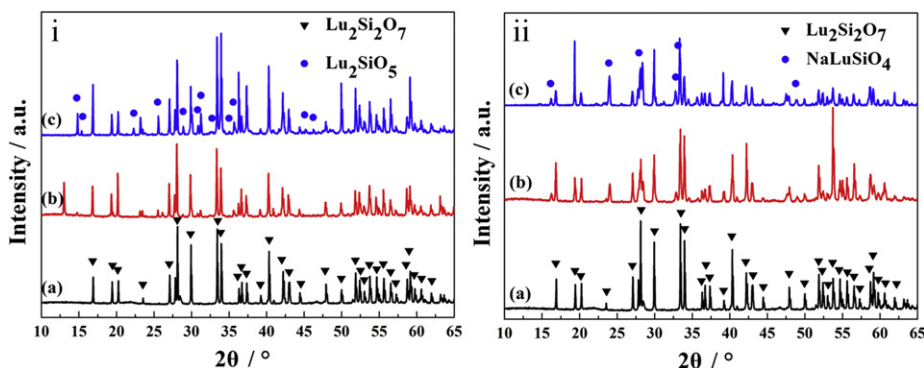 i
▼ Lu₂Si₂O₇
● Lu₂SiO₅
(c)
(b)
(a)
Intensity / a.u.
10 15 20 25 30 35 40 45 50 55 60 65
2θ / °
ii
▼ Lu₂Si₂O₇
● NaLuSiO₄
(c)
(b)
(a)
Intensity / a.u.
10 15 20 25 30 35 40 45 50 55 60 65
2θ / °